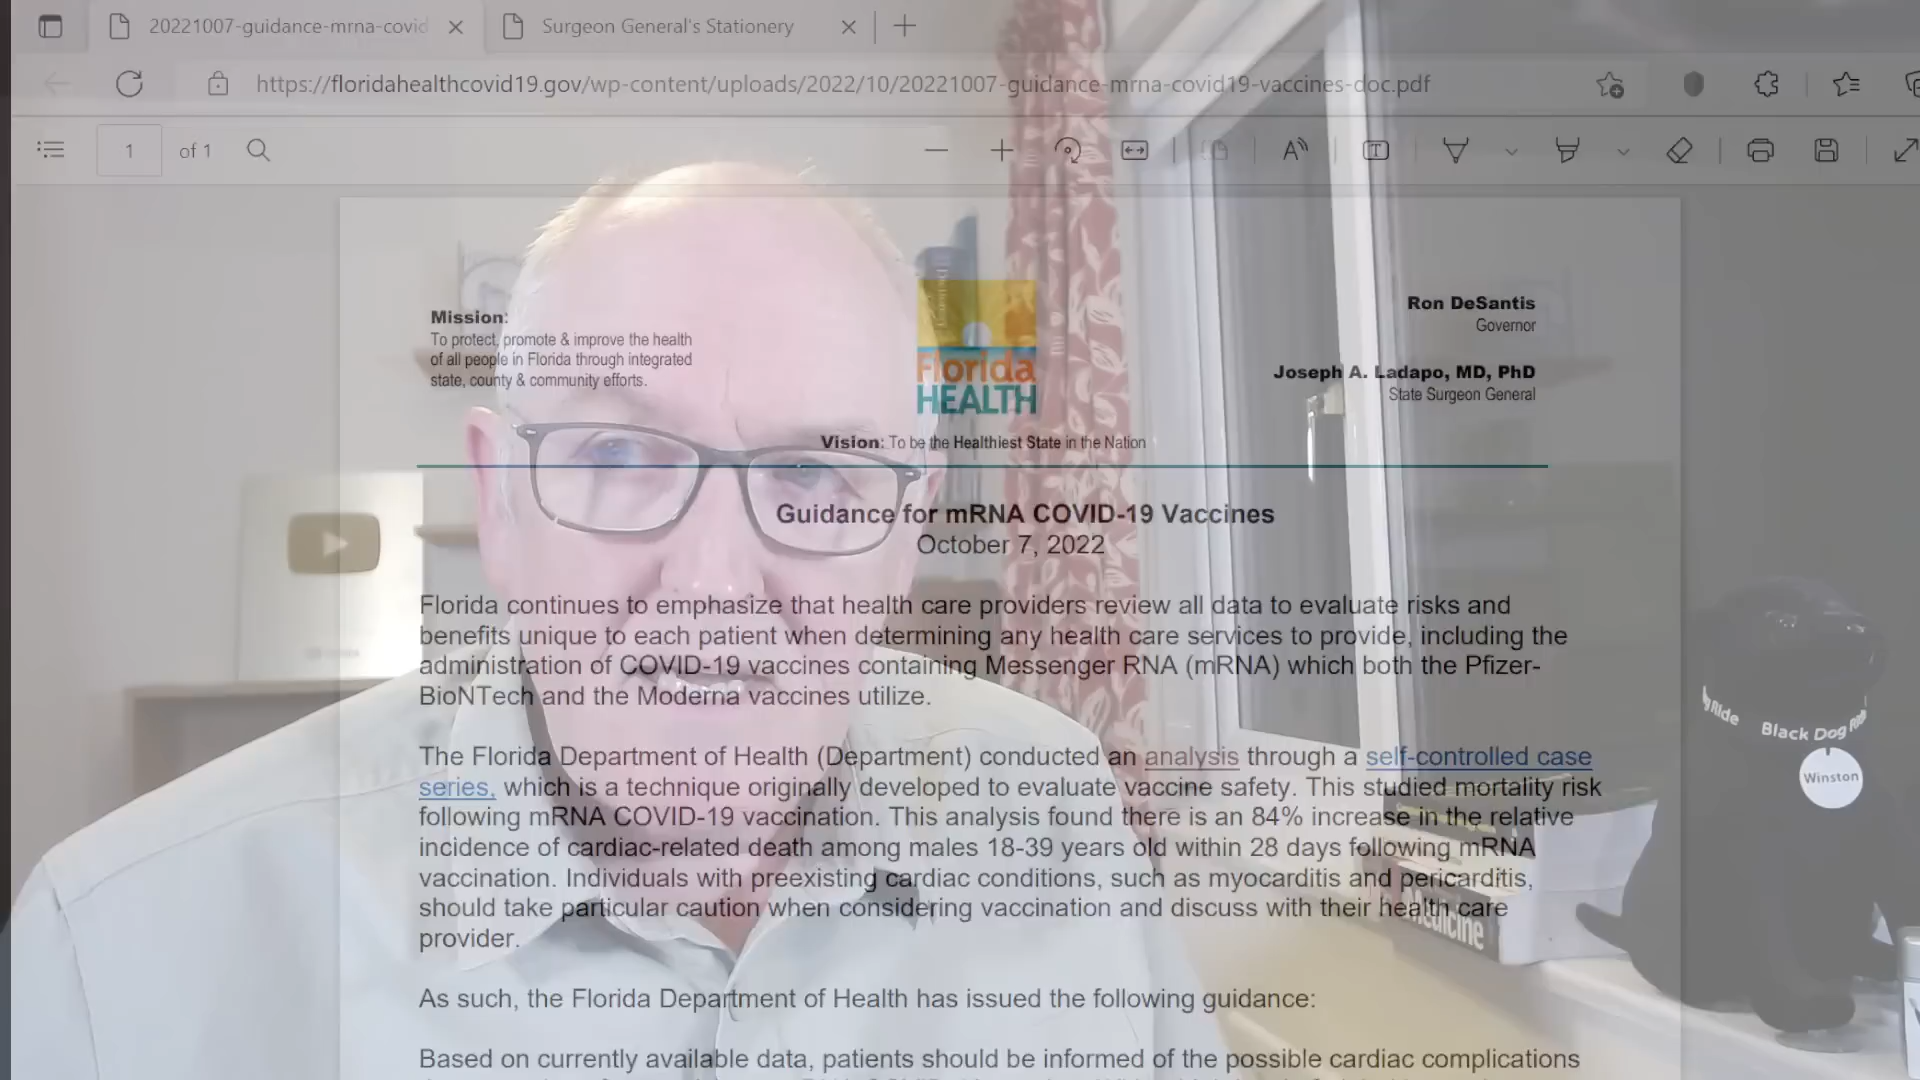 20221007-guidance-mrna-covid
Surgeon General's Stationery
https://floridahealthcovid19.gov/wp-content/uploads/2022/10/20221007-guidance-mrna-covid19-vaccines-doc.pdf
1 of 1
Mission:
To protect, promote & improve the health
of all people in Florida through integrated
state, county & community efforts.
Florida
HEALTH
Ron DeSantis
Governor
Joseph A. Ladapo, MD, PhD
State Surgeon General
Vision: To be the Healthiest State in the Nation
Guidance for mRNA COVID-19 Vaccines
October 7, 2022
Florida continues to emphasize that health care providers review all data to evaluate risks and
benefits unique to each patient when determining any health care services to provide, including the
administration of COVID-19 vaccines containing Messenger RNA (mRNA) which both the Pfizer-
BioNTech and the Moderna vaccines utilize.
The Florida Department of Health (Department) conducted an analysis through a self-controlled case
series, which is a technique originally developed to evaluate vaccine safety. This studied mortality risk
following mRNA COVID-19 vaccination. This analysis found there is an 84% increase in the relative
incidence of cardiac-related death among males 18-39 years old within 28 days following mRNA
vaccination. Individuals with preexisting cardiac conditions, such as myocarditis and pericarditis,
should take particular caution when considering vaccination and discuss with their health care
provider.
As such, the Florida Department of Health has issued the following guidance:
Based on currently available data, patients should be informed of the possible cardiac complications
Black Dog
Winston
Medicine